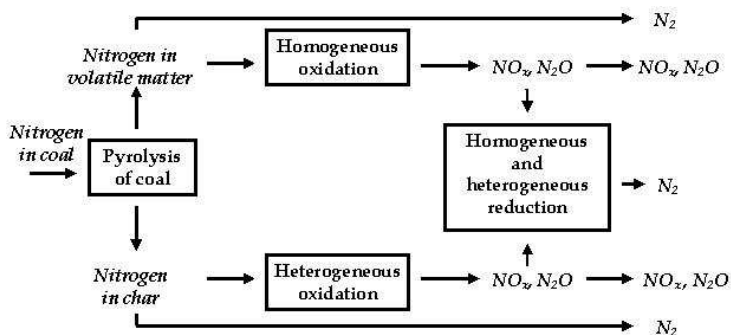 N₂
Nitrogen in
volatile matter
Homogeneous
oxidation
NOₓ, N₂O
NOₓ, N₂O
Nitrogen
in coal
Pyrolysis
of coal
Homogeneous
and
heterogeneous
reduction
N₂
Nitrogen
in char
Heterogeneous
oxidation
NOₓ, N₂O
NOₓ, N₂O
N₂